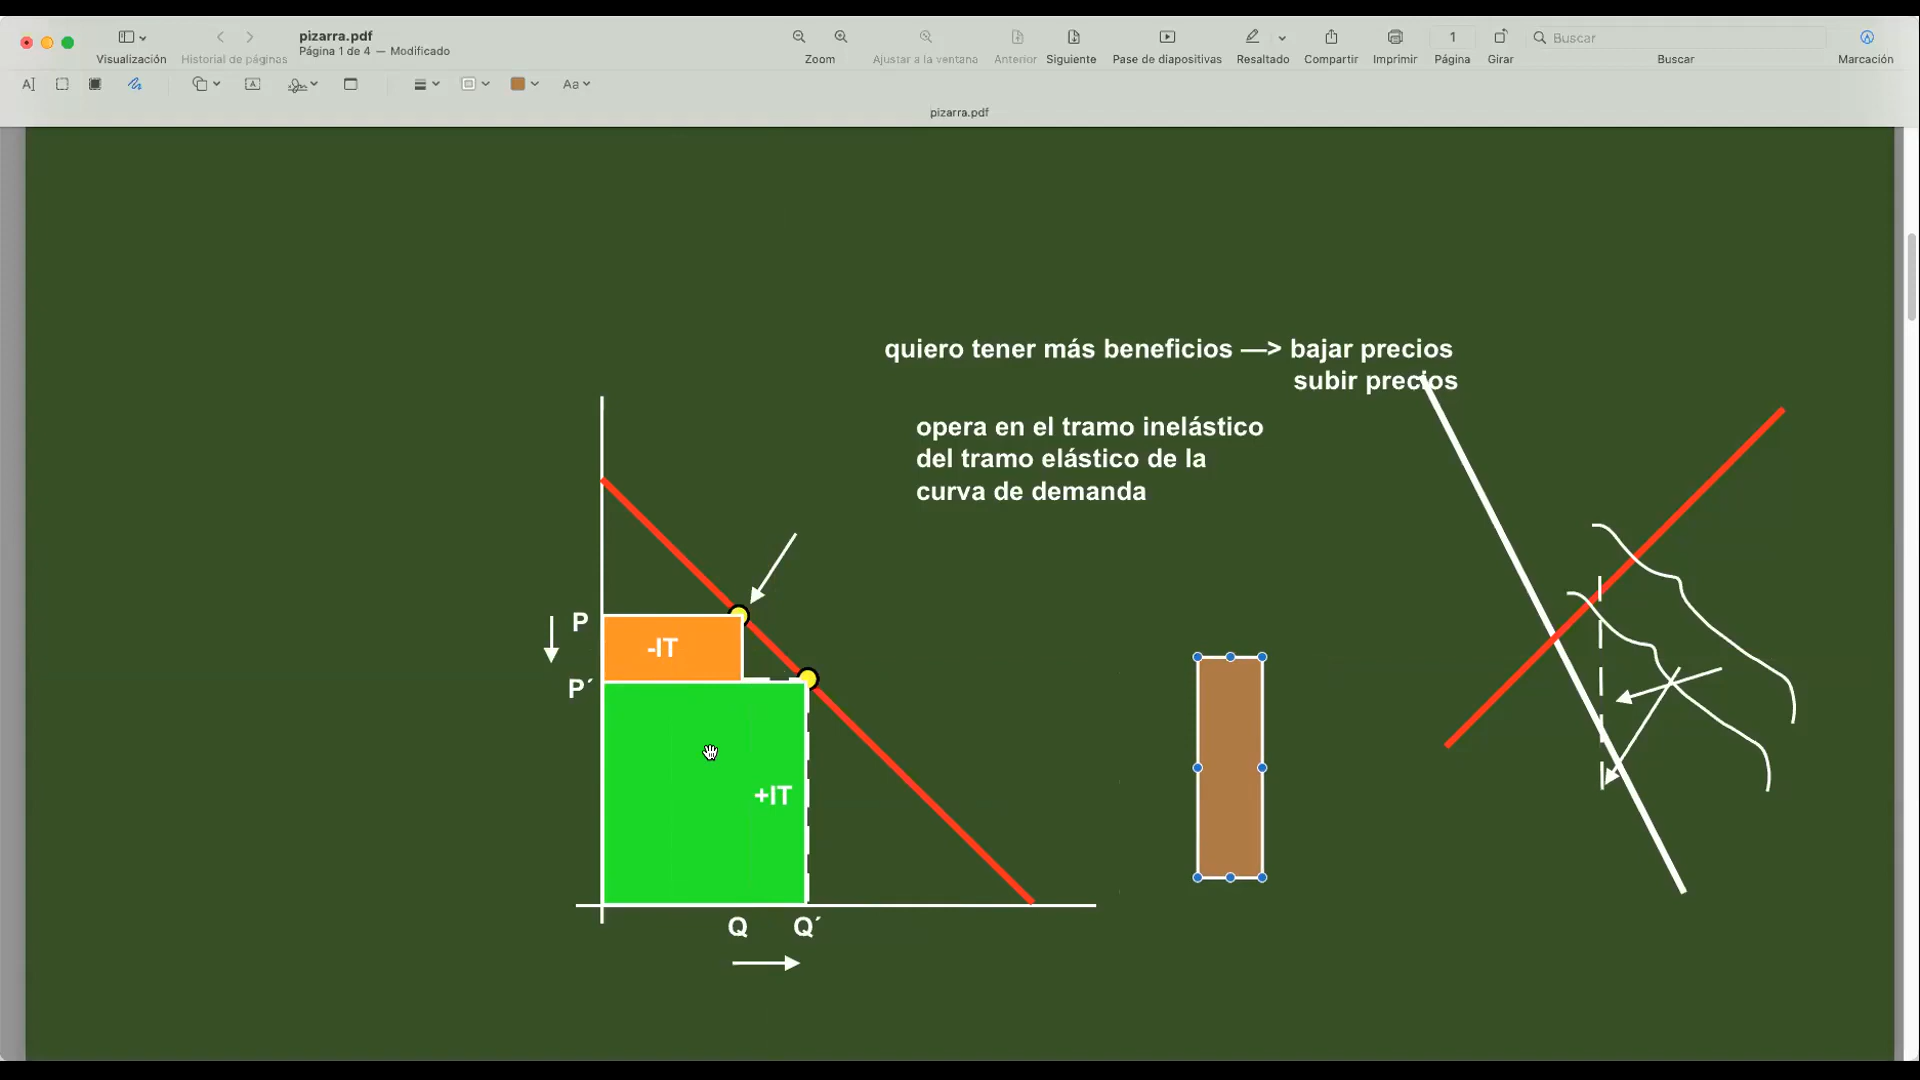 pizarra.pdf
Página 1 de 4 — Modificado
Visualización
Historial de páginas
Zoom
Ajustar a la ventana
Anterior
Siguiente
Pase de diapositivas
Resaltado
Compartir
Imprimir
1
Página
Girar
Buscar
Buscar
Marcación
A
A
Aa
pizarra.pdf
quiero tener más beneficios —> bajar precios
subir precios
opera en el tramo inelástico
del tramo elástico de la
curva de demanda
P
-IT
P´
+IT
Q Q´